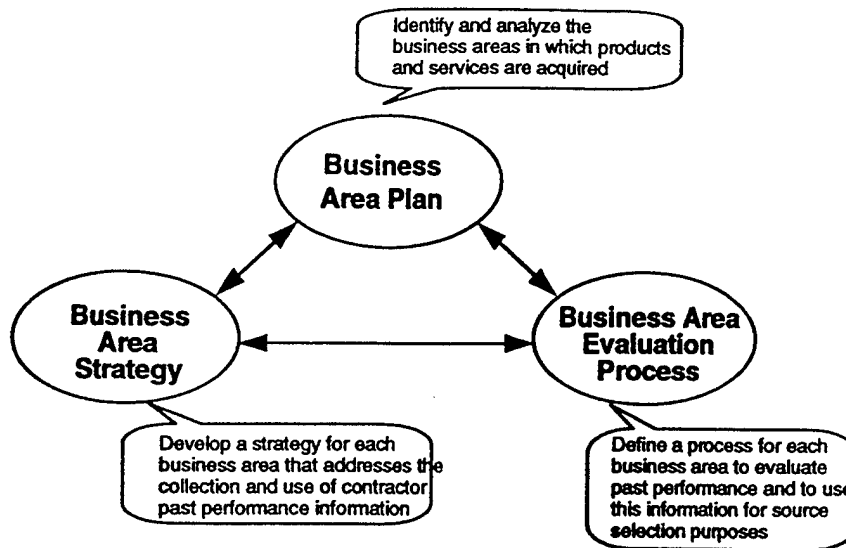 Identify and analyze the
business areas in which products
and services are acquired
Business
Area Plan
Business
Area
Strategy
Business Area
Evaluation
Process
Develop a strategy for each
business area that addresses the
collection and use of contractor
past performance information
Define a process for each
business area to evaluate
past performance and to use
this information for source
selection purposes